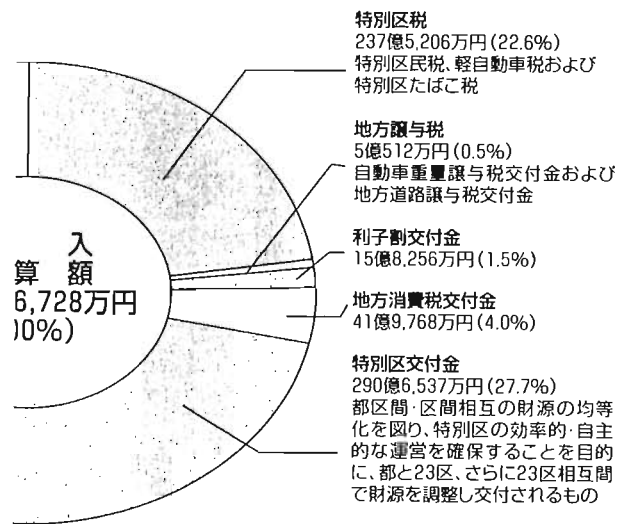 特別区税
237億5,206万円(22.6%)
特別区民税、軽自動車税および
特別区たばこ税
地方譲与税
5億512万円(0.5%)
自動車重量譲与税交付金および
地方道路譲与税交付金
利子割交付金
15億8,256万円(1.5%)
地方消費税交付金
41億9,768万円(4.0%)
特別区交付金
290億6,537万円(27.7%)
都区間・区間相互の財源の均等
化を図り、特別区の効率的・自主
的な運営を確保することを目的
に、都と23区、さらに23区相互間
で財源を調整し交付されるもの
入
算 額
6,728万円
00%)